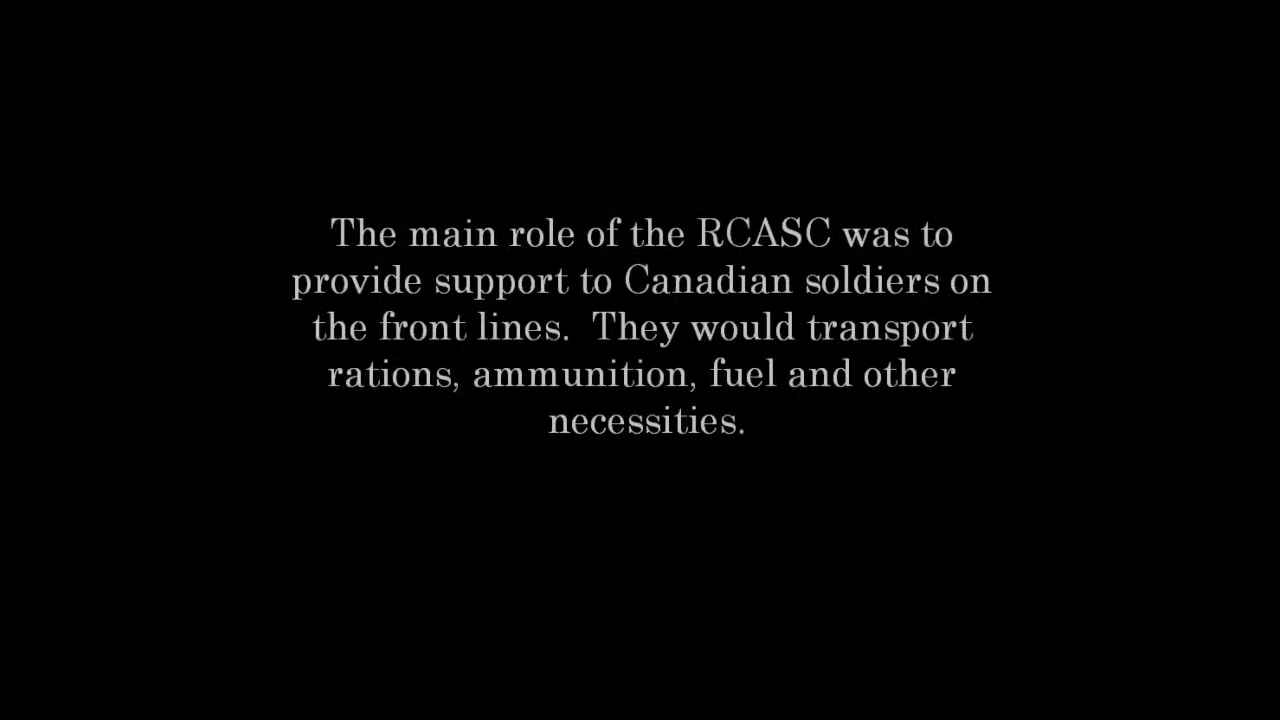 The main role of the RCASC was to
provide support to Canadian soldiers on
the front lines.  They would transport
rations, ammunition, fuel and other
necessities.